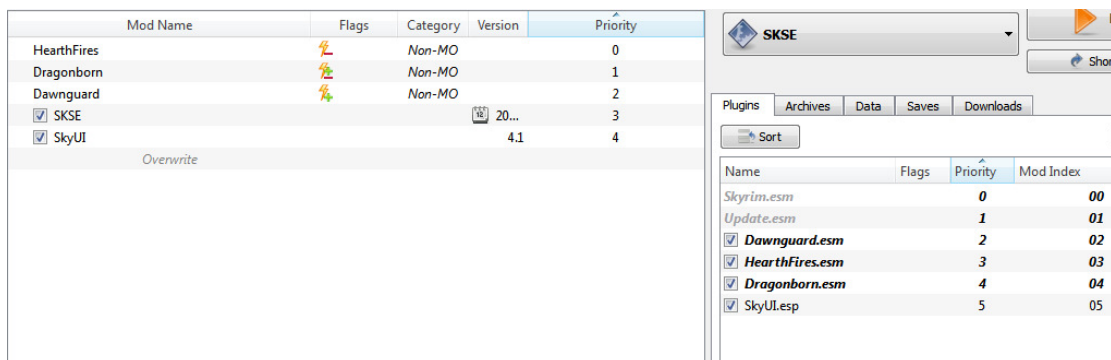 Mod Name Flags Category Version Priority
HearthFires Non-MO 0
Dragonborn Non-MO 1
Dawnguard Non-MO 2
SKSE 20... 3
SkyUI 4.1 4
Overwrite
SKSE
Shor
Plugins Archives Data Saves Downloads
Sort
Name Flags Priority Mod Index
Skyrim.esm 0 00
Update.esm 1 01
Dawnguard.esm 2 02
HearthFires.esm 3 03
Dragonborn.esm 4 04
SkyUI.esp 5 05